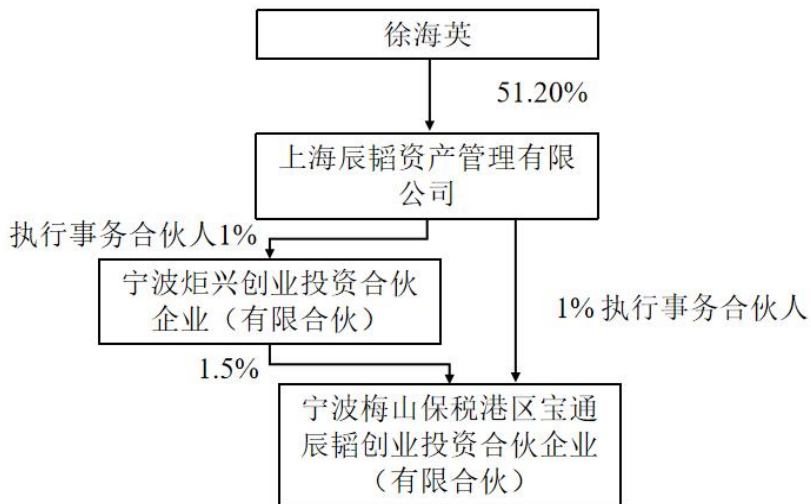 徐海英
51.20%
上海辰韬资产管理有限
公司
执行事务合伙人1%
宁波炬兴创业投资合伙
企业（有限合伙）
1%执行事务合伙人
1.5%
宁波梅山保税港区宝通
辰韬创业投资合伙企业
（有限合伙）